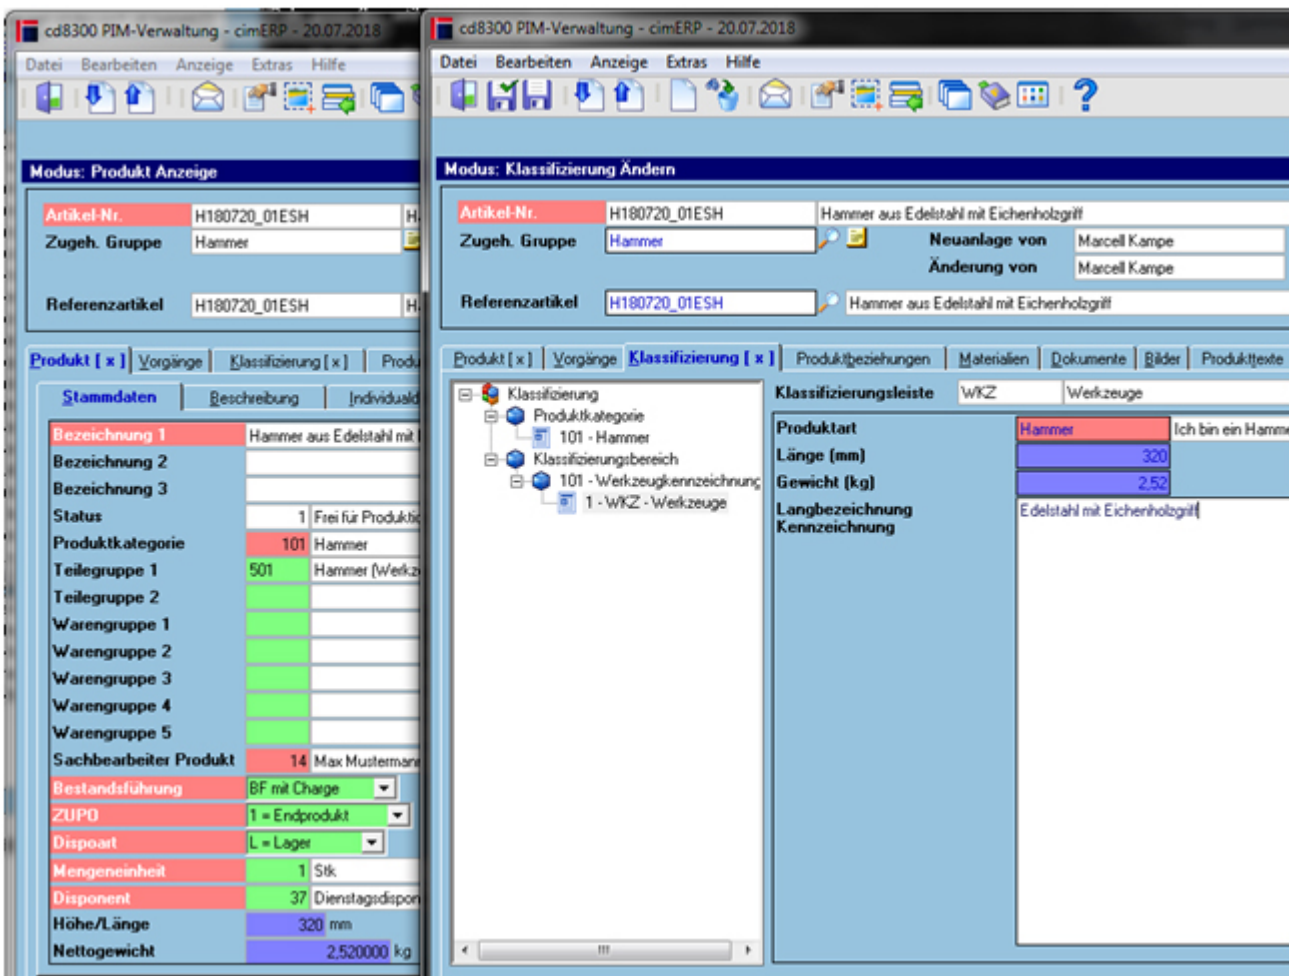 cd8300 PIM-Verwaltung - cimERP - 20.07.2018
Datei Bearbeiten Anzeige Extras Hilfe
Modus: Produkt Anzeige
Artikel-Nr. H180720_01ESH
Zugeh. Gruppe Hammer
Referenzartikel H180720_01ESH
Produkt [ x ] Vorgänge Klassifizierung [ x ] Produ
Stammdaten Beschreibung Individuald
Bezeichnung 1 Hammer aus Edelstahl mit
Bezeichnung 2
Bezeichnung 3
Status 1 Frei für Produktio
Produktkategorie 101 Hammer
Teilegruppe 1 501 Hammer (Werkz
Teilegruppe 2
Warengruppe 1
Warengruppe 2
Warengruppe 3
Warengruppe 4
Warengruppe 5
Sachbearbeiter Produkt 14 Max Mustermann
Bestandsführung BF mit Charge
ZUPO 1 = Endprodukt
Dispoart L = Lager
Mengeneinheit 1 Stk
Disponent 37 Dienstagsdispon
Höhe/Länge 320 mm
Nettogewicht 2,520000 kg
cd8300 PIM-Verwaltung - cimERP - 20.07.2018
Datei Bearbeiten Anzeige Extras Hilfe
Modus: Klassifizierung Ändern
Artikel-Nr. H180720_01ESH Hammer aus Edelstahl mit Eichenholzgriff
Zugeh. Gruppe Hammer Neuanlage von Marcell Kampe
Änderung von Marcell Kampe
Referenzartikel H180720_01ESH Hammer aus Edelstahl mit Eichenholzgriff
Produkt [ x ] Vorgänge Klassifizierung [ x ] Produktbeziehungen Materialien Dokumente Bilder Produkttexte
Klassifizierung
Produktkategorie
101 - Hammer
Klassifizierungsbereich
101 - Werkzeugkennzeichnung
1 - WKZ - Werkzeuge
Klassifizierungsleiste WKZ Werkzeuge
Produktart Hammer Ich bin ein Hamme
Länge (mm) 320
Gewicht (kg) 2,52
Langbezeichnung Edelstahl mit Eichenholzgriff
Kennzeichnung